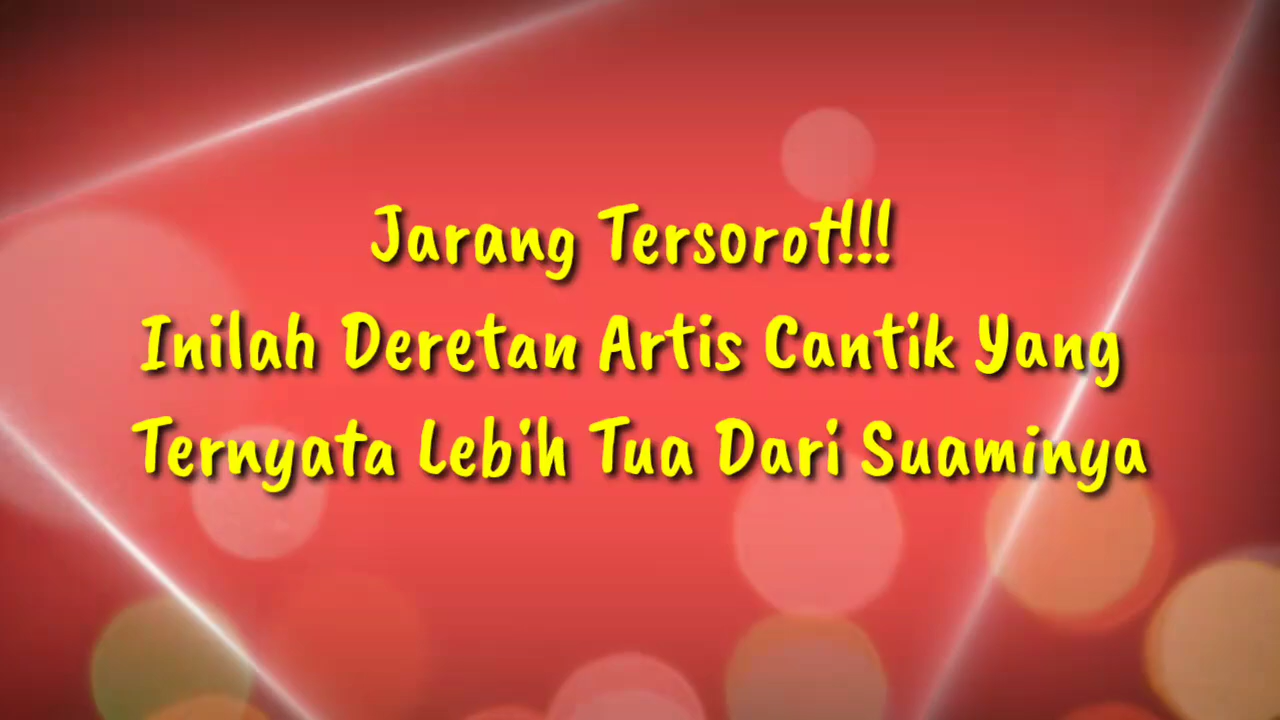 Jarang Tersorot!!!
Inilah Deretan Artis Cantik Yang
Ternyata Lebih Tua Dari Suaminya